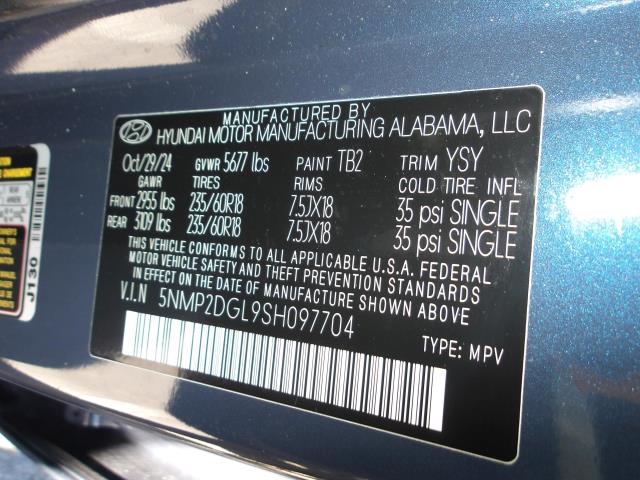 MANUFACTURED BY
HYUNDAI MOTOR MANUFACTURING ALABAMA, LLC
Oct/29/24 GVWR 5677 lbs PAINT TB2 TRIM YSY
GAWR TIRES RIMS COLD TIRE INFL
FRONT 2955 lbs 235/60R18 7.5JX18 35 psi SINGLE
REAR 3109 lbs 235/60R18 7.5JX18 35 psi SINGLE
THIS VEHICLE CONFORMS TO ALL APPLICABLE U.S.A. FEDERAL
MOTOR VEHICLE SAFETY AND THEFT PREVENTION STANDARDS
IN EFFECT ON THE DATE OF MANUFACTURE SHOWN ABOVE
V.I.N 5NMP2DGL9SH097704
TYPE: MPV
J130